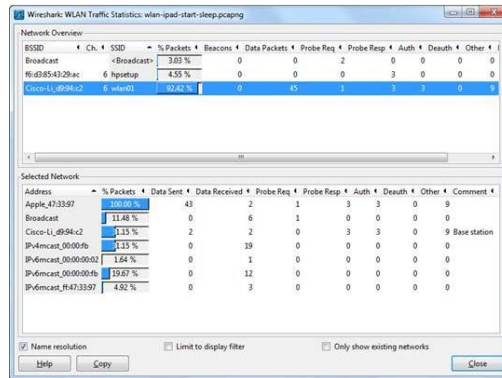 Wireshark: WLAN Traffic Statistics: wlan-ipad-start-sleep.pcapng
Network Overview
BSSID Ch. SSID % Packets Beacons Data Packets Probe Req Probe Resp Auth Deauth Other
Broadcast <Broadcast> 3.03 % 0 0 2 0 0 0 0
f6:d3:85:43:29:ac 6 hpsetup 4.55 % 0 0 0 3 0 0 0
Cisco-Li_d9:94:c2 6 wlan01 92.42 % 0 45 1 3 3 0 9
Selected Network
Address % Packets Data Sent Data Received Probe Req Probe Resp Auth Deauth Other Comment
Apple_47:33:97 100.00 % 43 2 1 3 3 0 9
Broadcast 11.48 % 0 6 1 0 0 0 0
Cisco-Li_d9:94:c2 2 2 0 3 3 0 9 Base station
IPv4mcast_00:00:fb 0 19 0 0 0 0 0
IPv6mcast_00:00:00:02 1.64 % 0 1 0 0 0 0 0
IPv6mcast_00:00:00:fb 19.67 % 0 12 0 0 0 0 0
IPv6mcast_ff:47:33:97 4.92 % 0 3 0 0 0 0 0
Name resolution Limit to display filter Only show existing networks
Help Copy Close